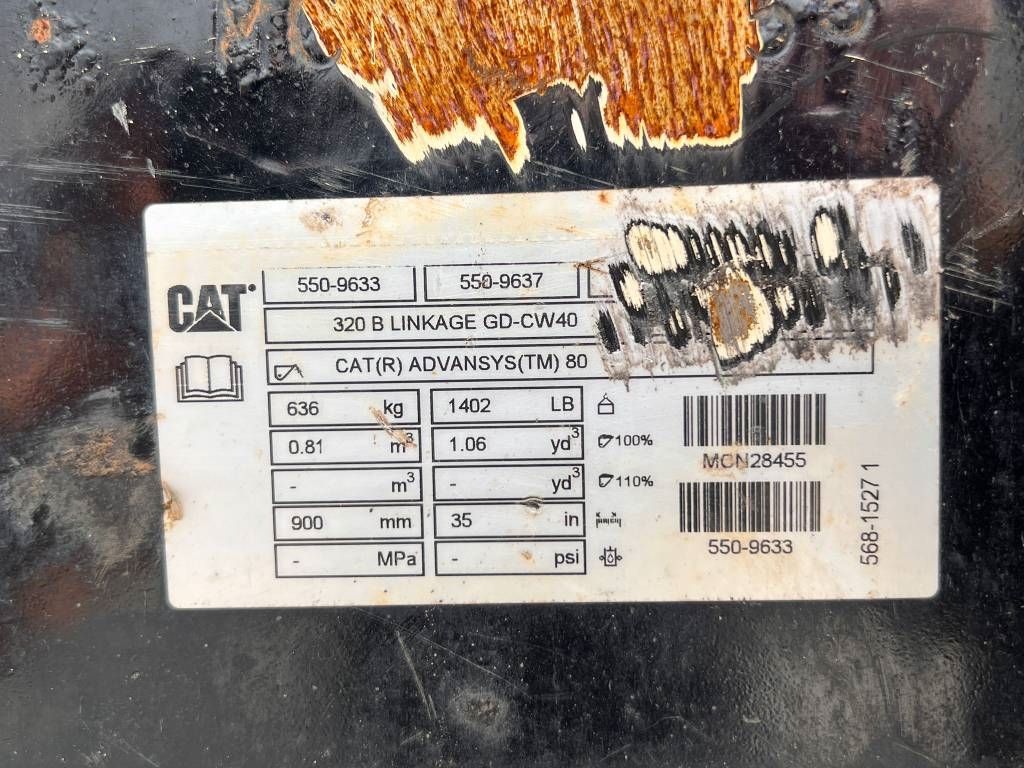 CAT
550-9633 550-9637
320 B LINKAGE GD-CW40
CAT(R) ADVANSYS(TM) 80
636 kg 1402 LB
0.81 m³ 1.06 yd³ 100%
- m³ - yd³ 110%
900 mm 35 in
- MPa - psi
MCN28455
550-9633
568-1527 1